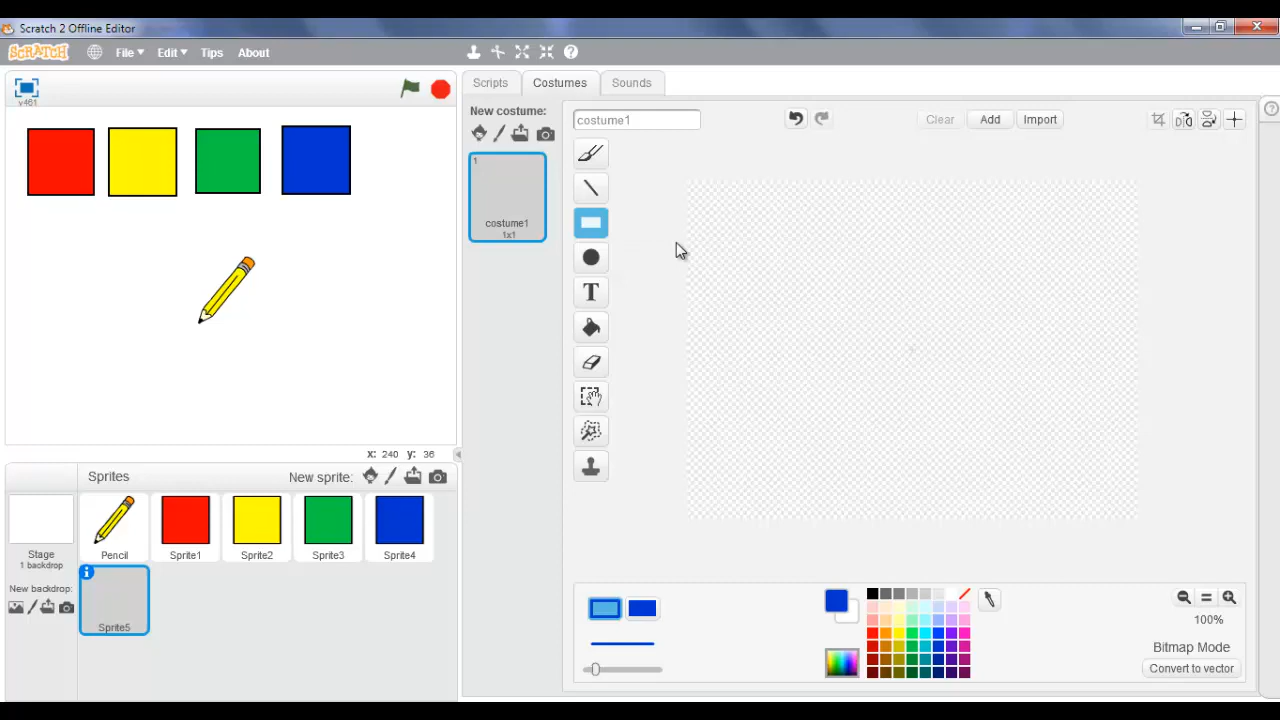 Scratch 2 Offline Editor
SCRATCH File Edit Tips About
v461
Scripts Costumes Sounds
New costume:
costume1
Clear Add Import
1
costume1
1x1
T
x: 240 y: 36
Sprites New sprite:
Stage
1 backdrop
New backdrop:
Pencil Sprite1 Sprite2 Sprite3 Sprite4
Sprite5
100%
Bitmap Mode
Convert to vector